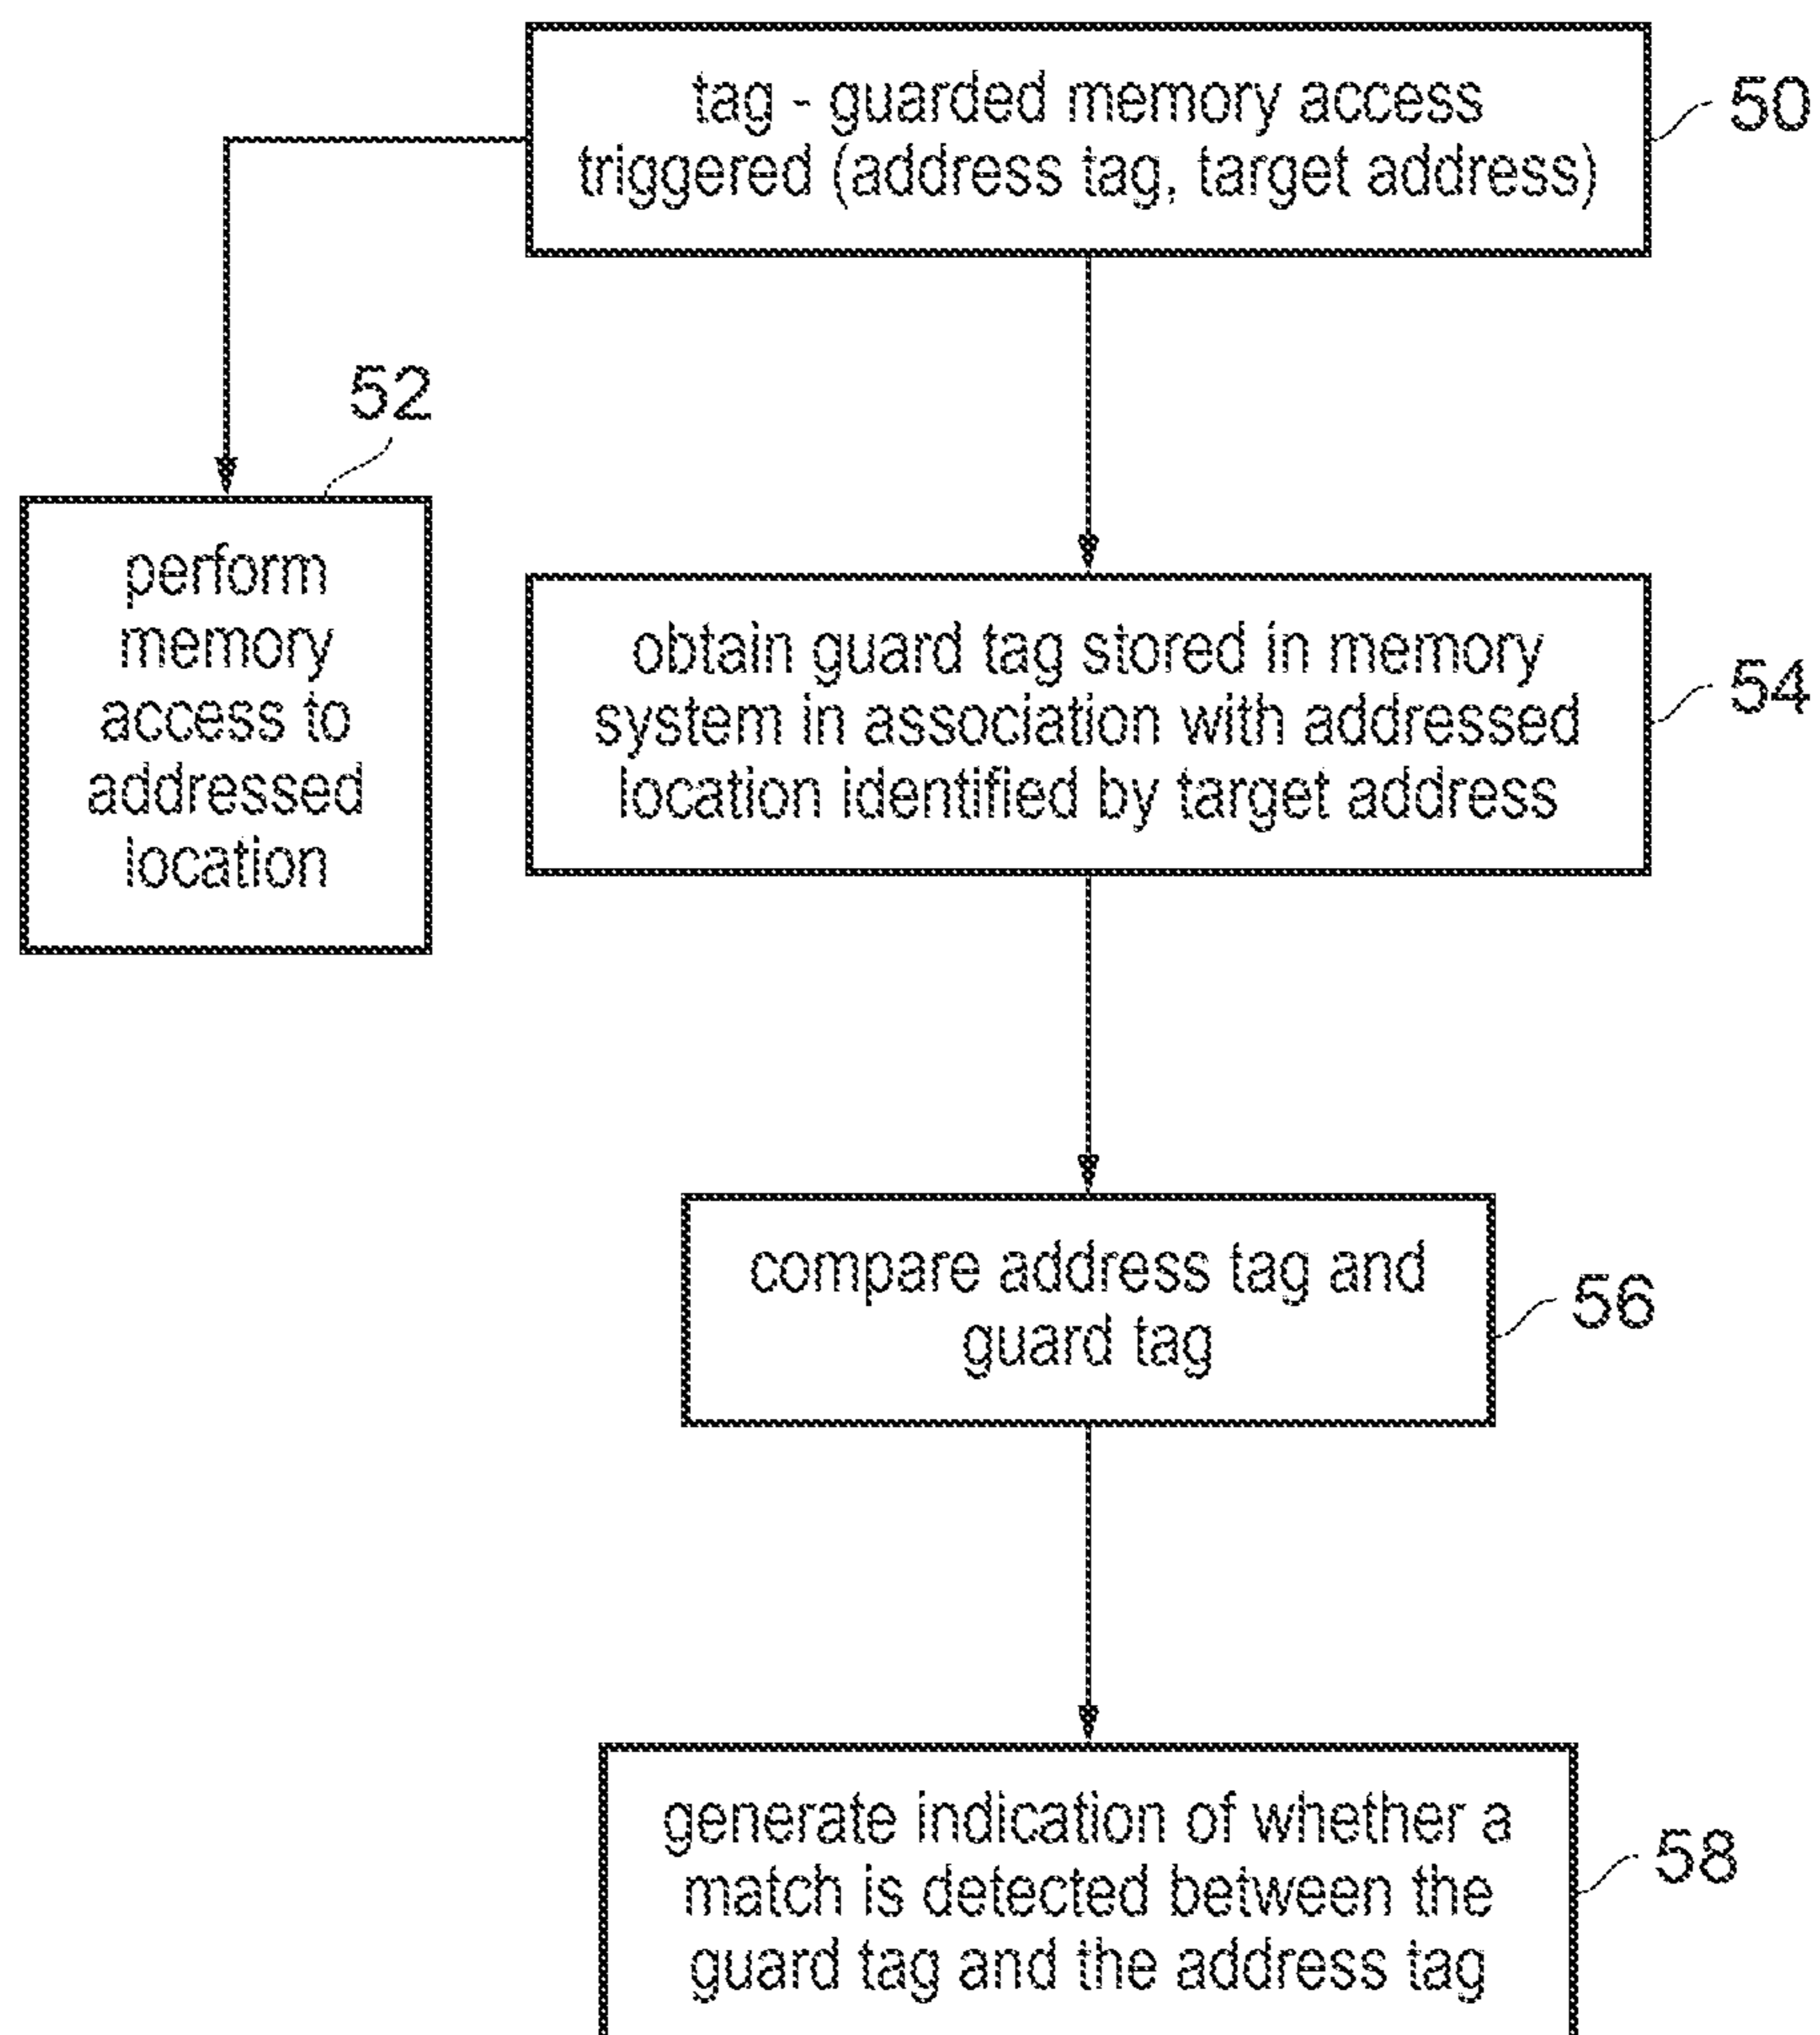 tag - guarded memory access
triggered (address tag, target address)
50
52
perform
memory
access to
addressed
location
obtain guard tag stored in memory
system in association with addressed
location identified by target address
54
compare address tag and
guard tag
56
generate indication of whether a
match is detected between the
guard tag and the address tag
58